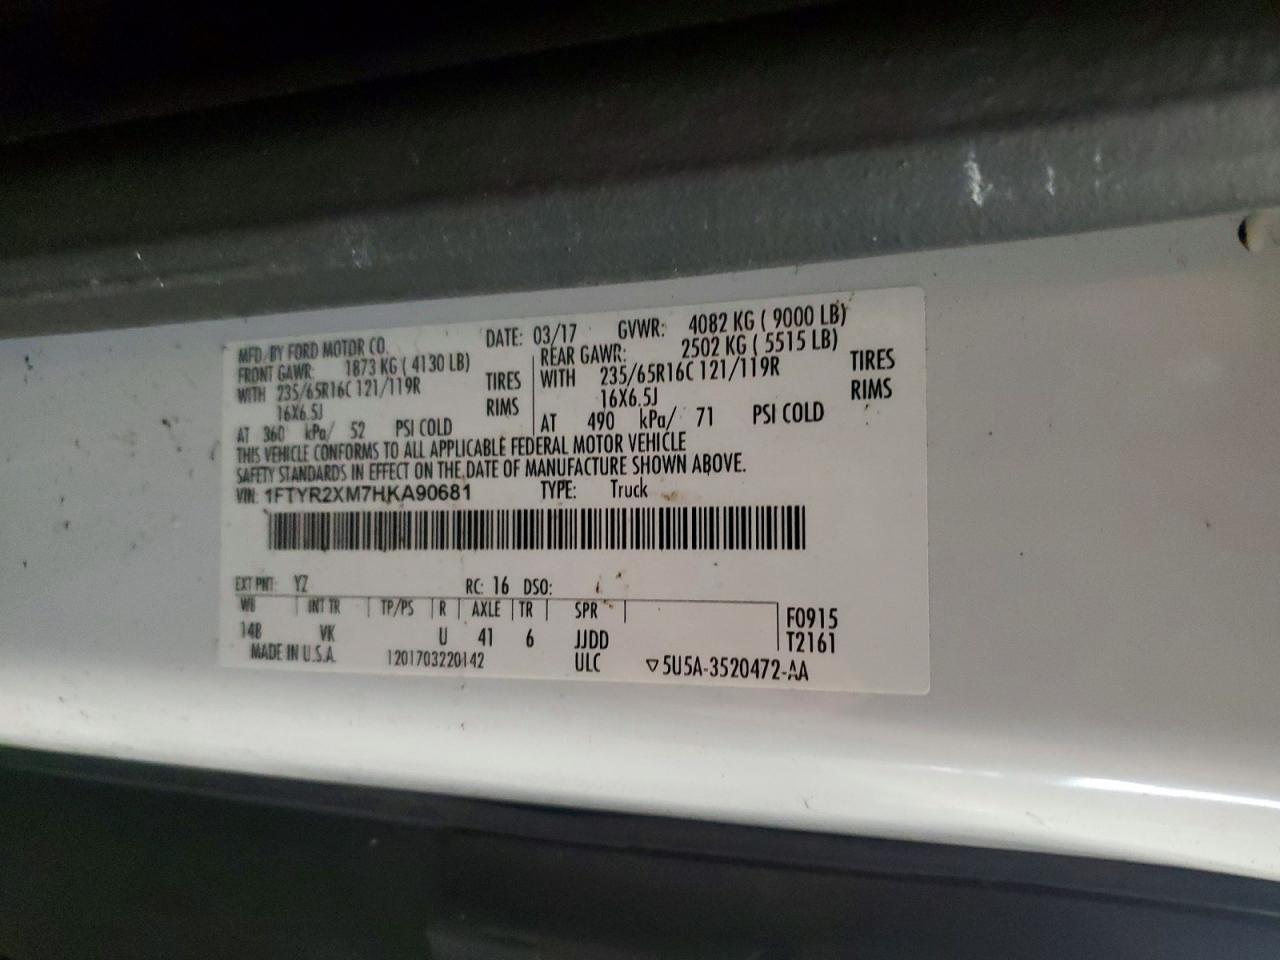 MFD. BY FORD MOTOR CO. DATE: 03/17 GVWR: 4082 KG ( 9000 LB)
FRONT GAWR: 1873 KG ( 4130 LB) REAR GAWR: 2502 KG ( 5515 LB)
WITH 235/65R16C 121/119R TIRES WITH 235/65R16C 121/119R TIRES
16X6.5J RIMS 16X6.5J RIMS
AT 360 kPa/ 52 PSI COLD AT 490 kPa/ 71 PSI COLD
THIS VEHICLE CONFORMS TO ALL APPLICABLE FEDERAL MOTOR VEHICLE
SAFETY STANDARDS IN EFFECT ON THE DATE OF MANUFACTURE SHOWN ABOVE.
VIN: 1FTYR2XM7HKA90681 TYPE: Truck
EXT PNT: YZ RC: 16 DSO:
WB INT TR TP/PS R AXLE TR SPR F0915
148 VK U 41 6 JJDD T2161
MADE IN U.S.A. 1201703220142 ULC ▽5U5A-3520472-AA